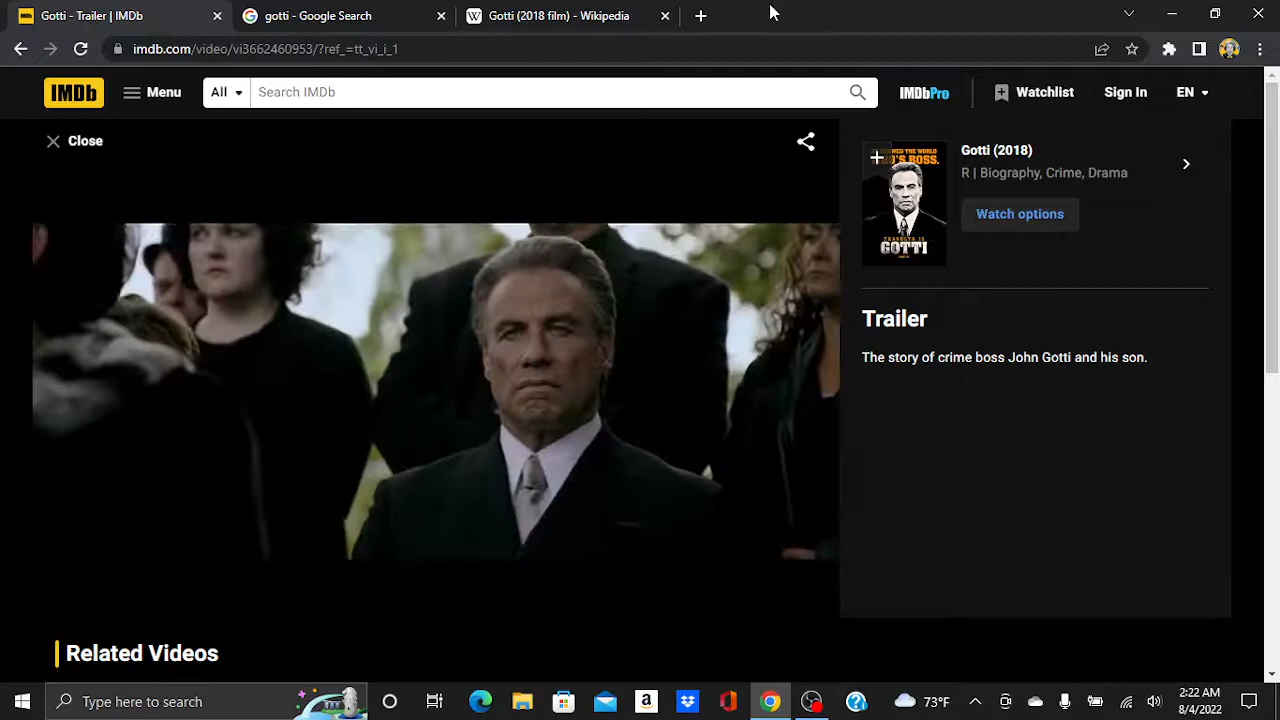 Gotti - Trailer | IMDb
gotti - Google Search
Gotti (2018 film) - Wikipedia
imdb.com/video/vi3662460953/?ref_=tt_vi_i_1
IMDb
Menu
All
Search IMDb
IMDbPro
Watchlist
Sign In
EN
Close
Gotti (2018)
R | Biography, Crime, Drama
Watch options
BOSS.
GOTTI
Trailer
The story of crime boss John Gotti and his son.
Related Videos
Type here to search
73°F
2:22 AM
8/4/2022